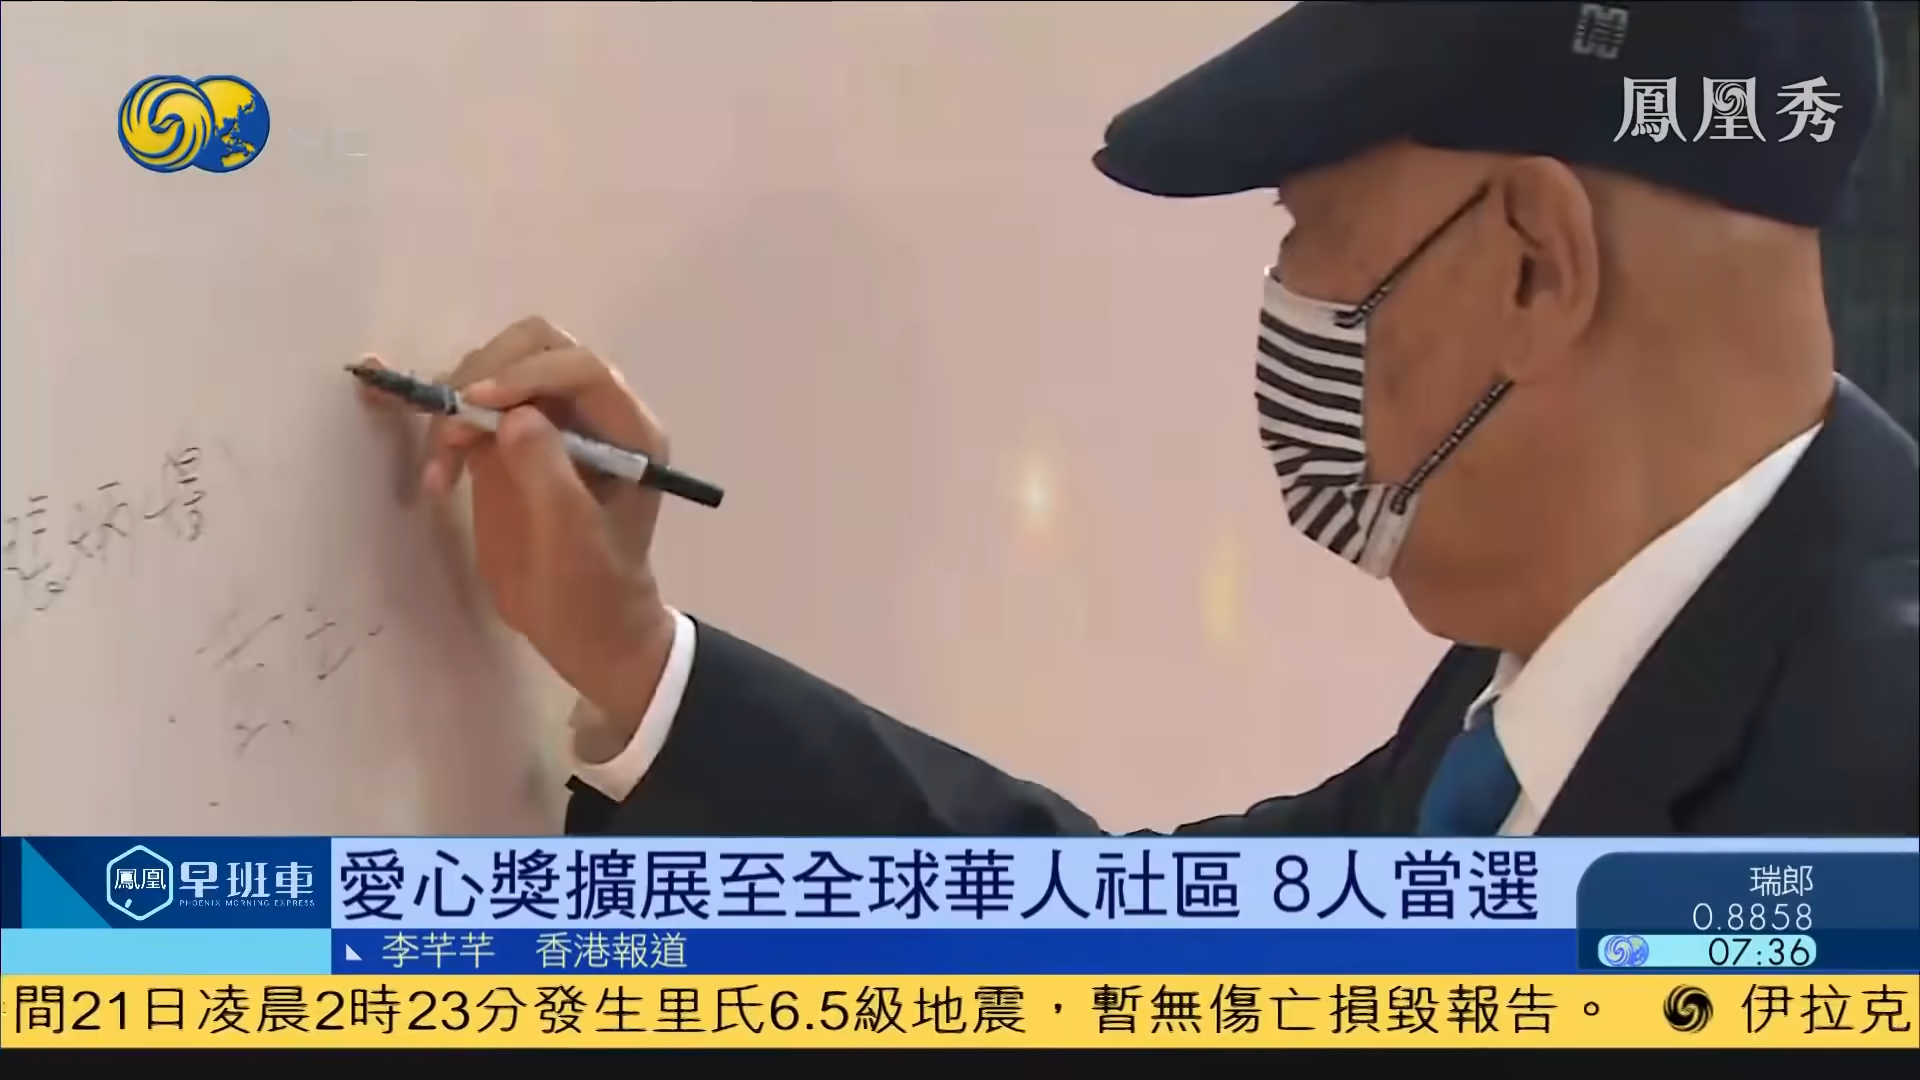 鳳凰秀
鳳凰早班車
PHOENIX MORNING EXPRESS
愛心獎擴展至全球華人社區 8人當選
李芊芊 香港報道
瑞郎
0.8858
07:36
間21日凌晨2時23分發生里氏6.5級地震，暫無傷亡損毀報告。 伊拉克